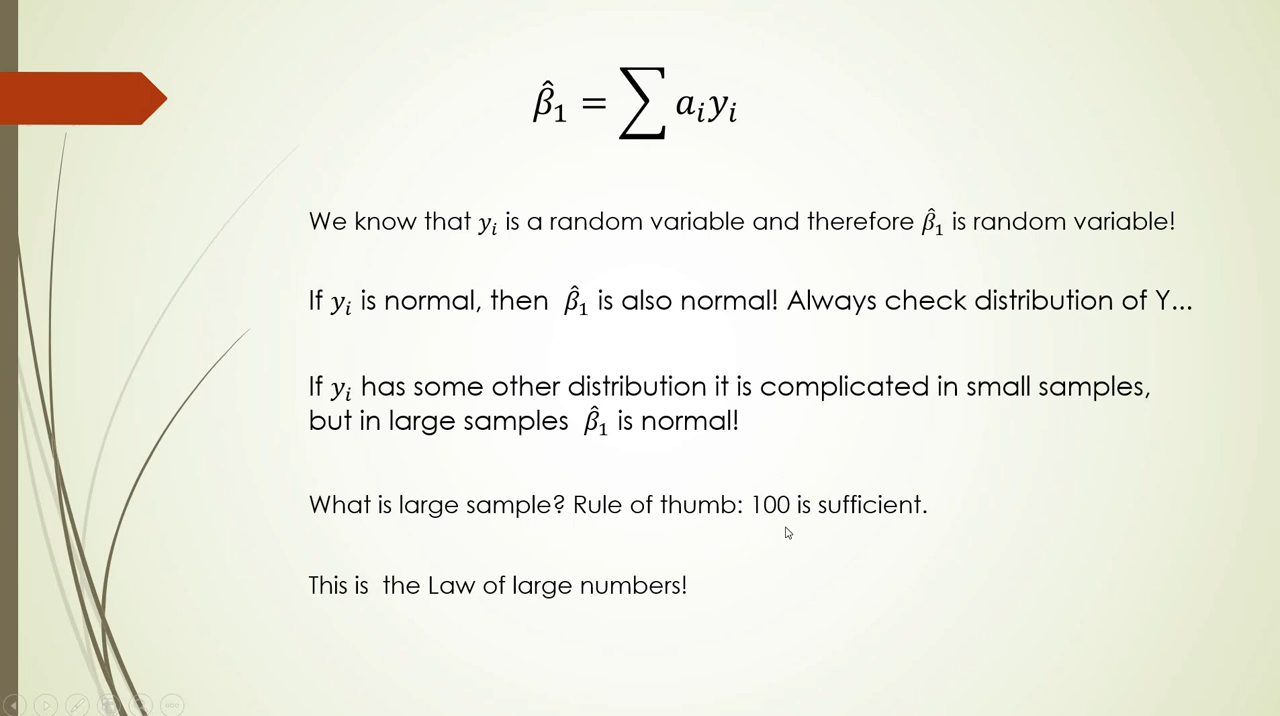 β̂₁ = ∑ aᵢyᵢ
We know that yᵢ is a random variable and therefore β̂₁ is random variable!
If yᵢ is normal, then β̂₁ is also normal! Always check distribution of Y...
If yᵢ has some other distribution it is complicated in small samples,
but in large samples β̂₁ is normal!
What is large sample? Rule of thumb: 100 is sufficient.
This is the Law of large numbers!